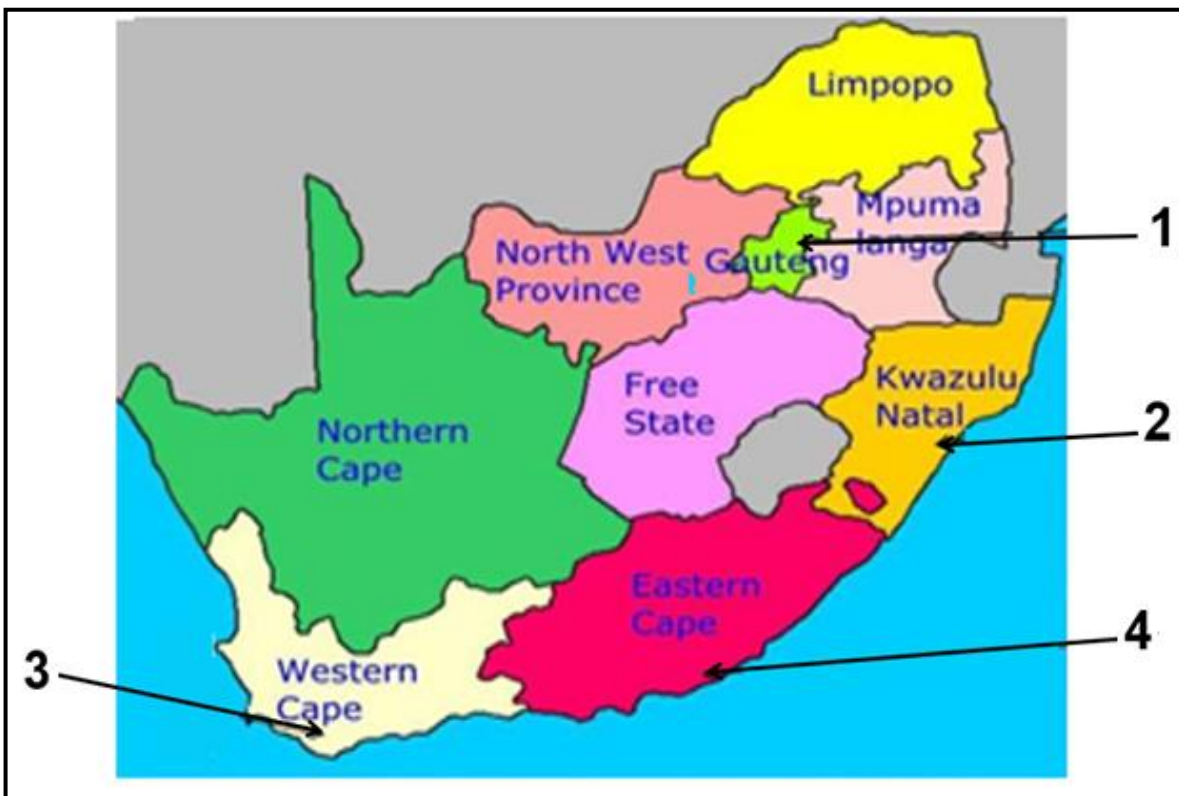 Limpopo
1
Mpuma
langa
North West
Province
Gauteng
Free
State
Kwazulu
Natal
2
Northern
Cape
Eastern
Cape
4
3
Western
Cape